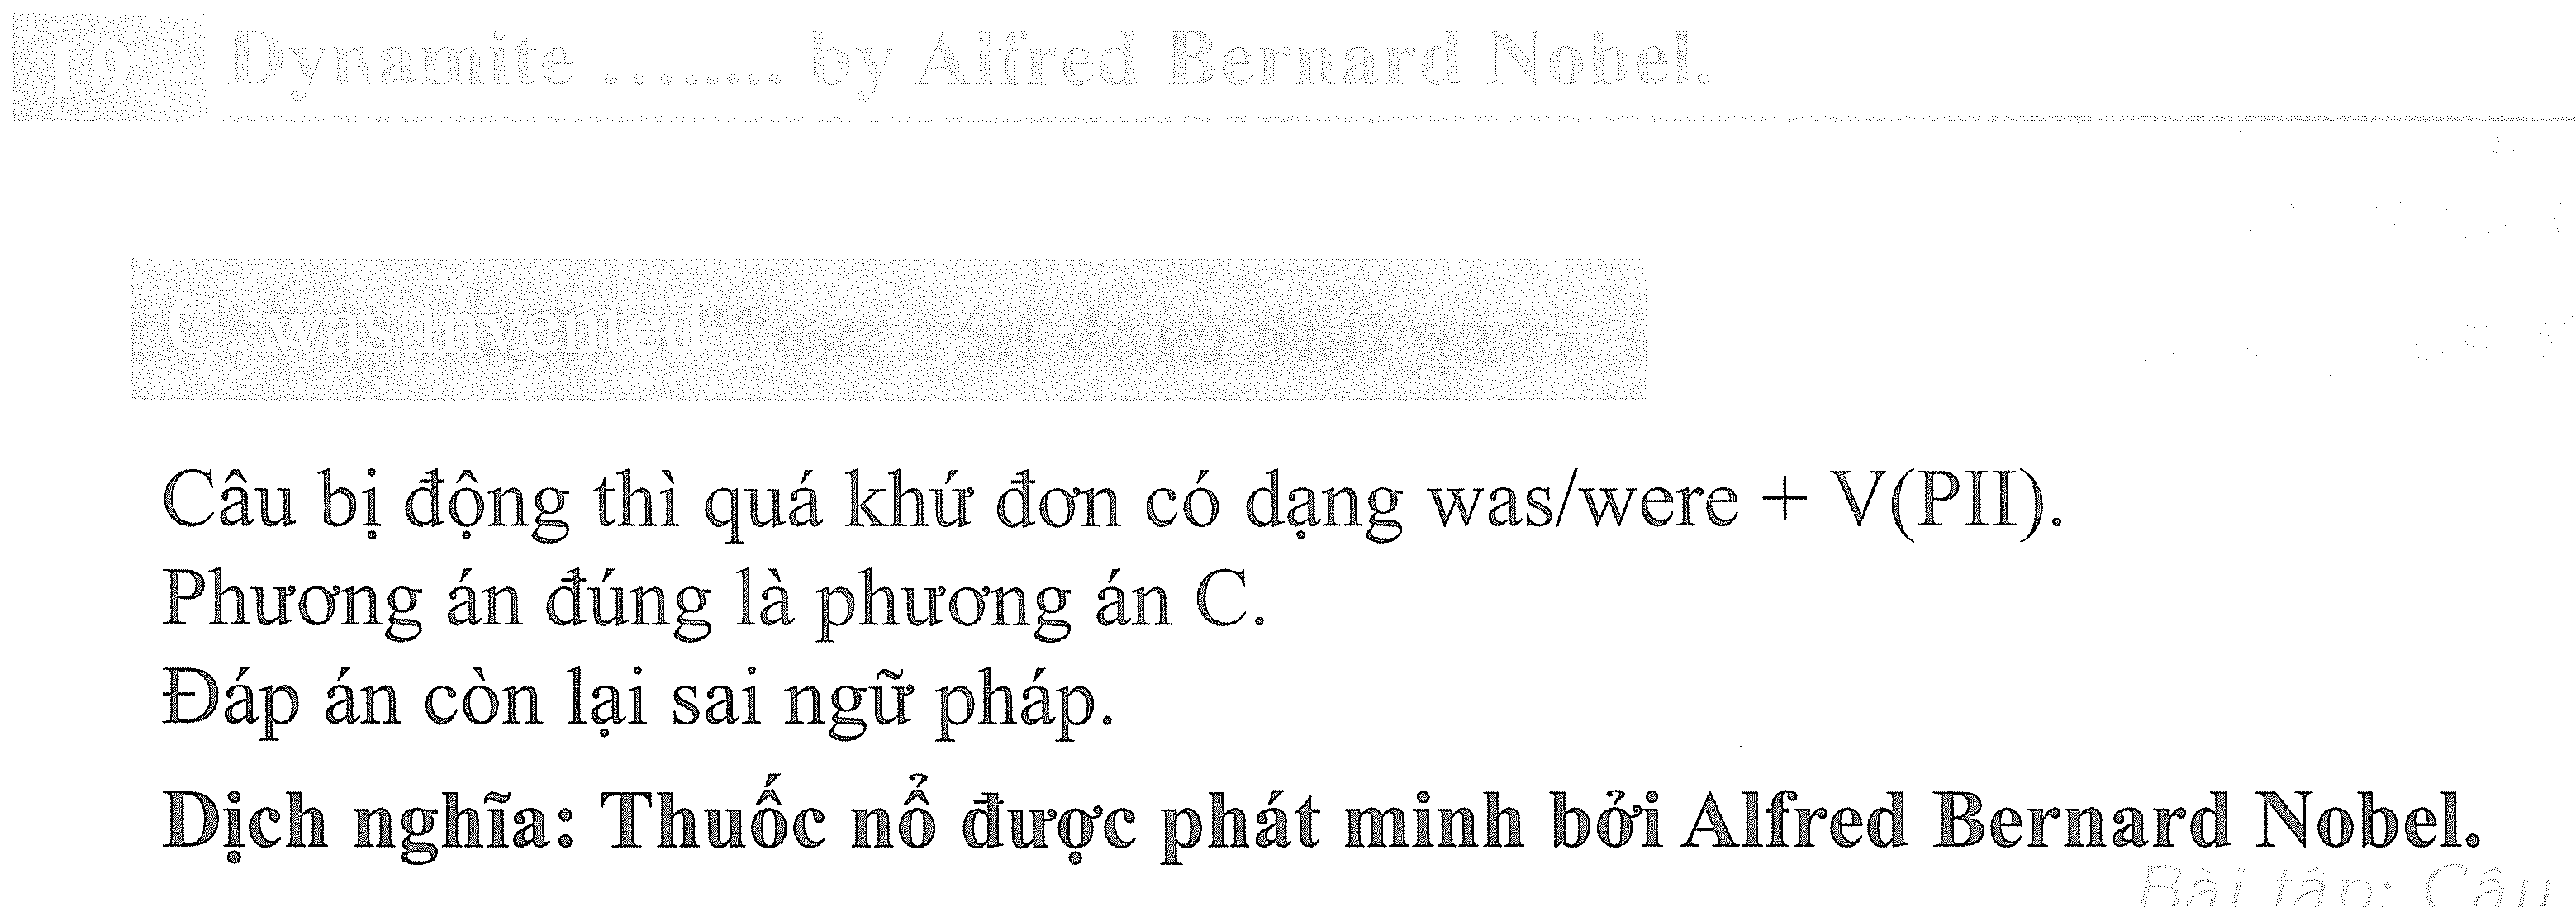 19 Dynamite ........ by Alfred Bernard Nobel.
C. was invented
Câu bị động thì quá khứ đơn có dạng was/were + V(PII).
Phương án đúng là phương án C.
Đáp án còn lại sai ngữ pháp.
Dịch nghĩa: Thuốc nổ được phát minh bởi Alfred Bernard Nobel.
Bài tập: Câu